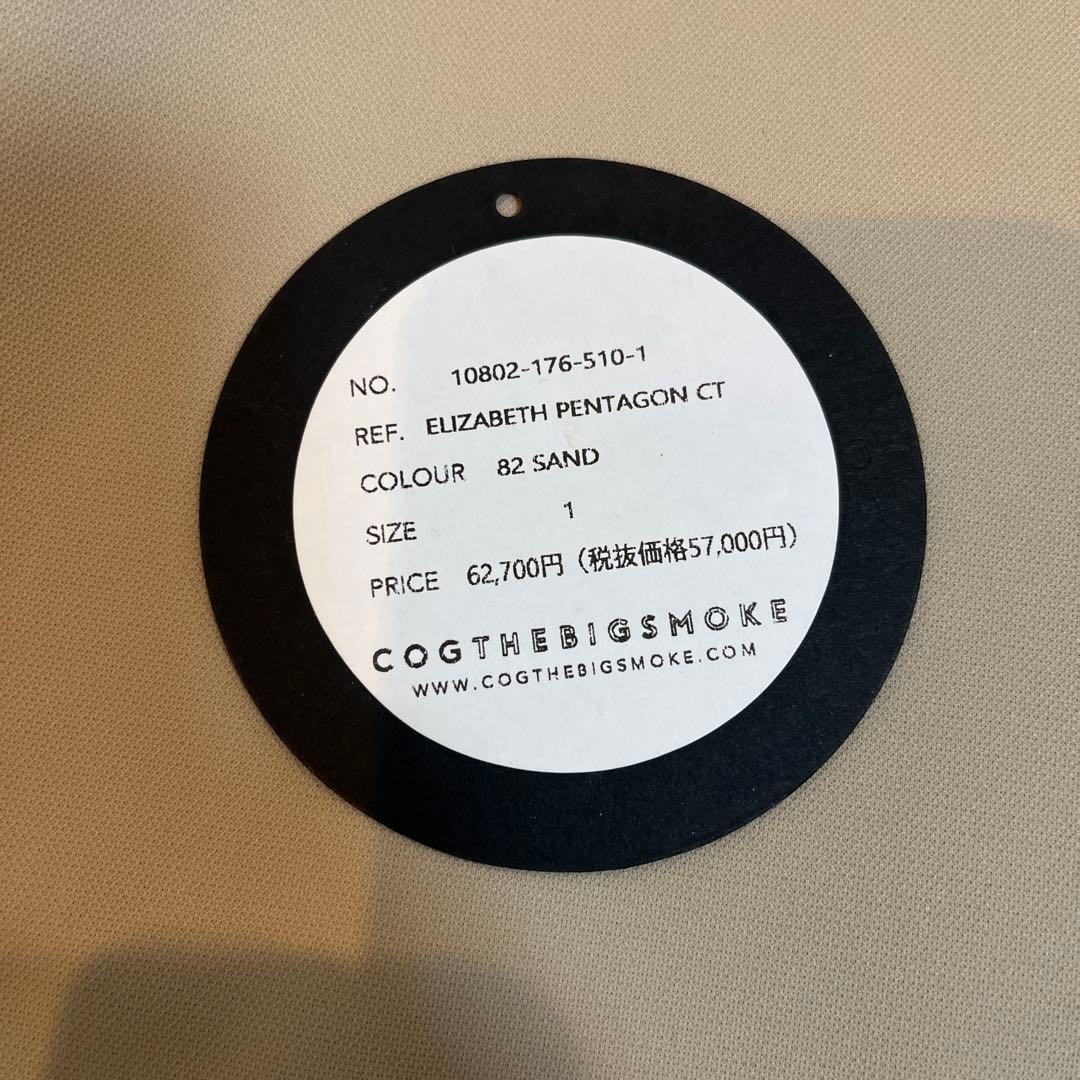 NO. 10802-176-510-1
REF. ELIZABETH PENTAGON CT
COLOUR 82 SAND
SIZE 1
PRICE 62,700円（税抜価格57,000円）
COGTHEBIGSMOKE
WWW.COGTHEBIGSMOKE.COM